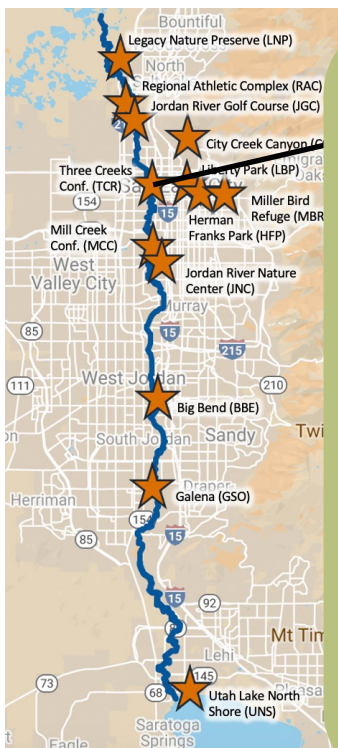 Bountiful
Legacy Nature Preserve (LNP)
North
Regional Athletic Complex (RAC)
Jordan River Golf Course (JGC)
City Creek Canyon (C
Three Creeks
Conf. (TCR)
Liberty Park (LBP)
154
15
Miller Bird
Refuge (MBR
Herman
Franks Park (HFP)
Mill Creek
Conf. (MCC)
West
Valley City
Jordan River Nature
Center (JNC)
Murray
85
15
215
111
West Jordan
210
Big Bend (BBE)
South Jordan
Sandy
Twi
Herriman
Draper
Galena (GSO)
154
85
15
15
92
Mt Tim
Lehi
73
68
145
Utah Lake North
Shore (UNS)
Saratoga
Springs
Eagle